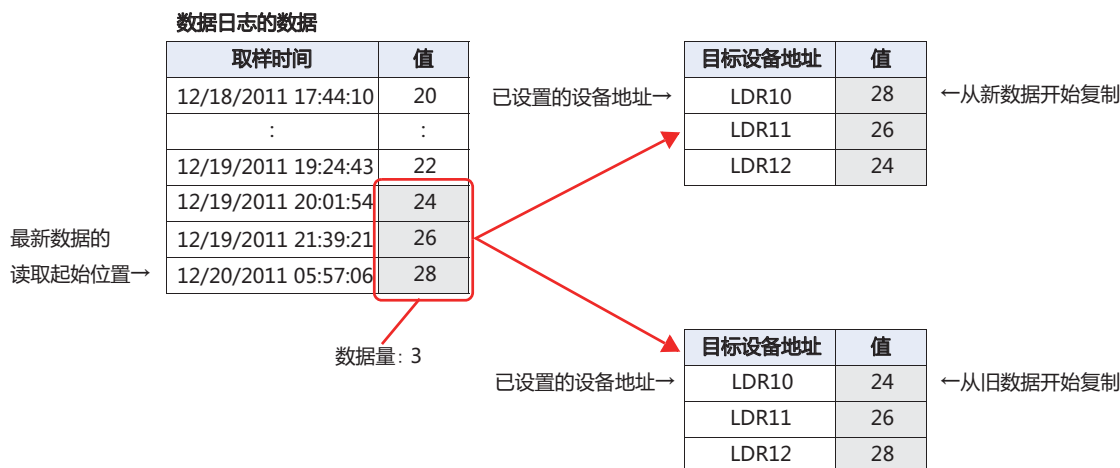 数据日志的数据
取样时间 值
12/18/2011 17:44:10 20
: :
12/19/2011 19:24:43 22
12/19/2011 20:01:54 24
12/19/2011 21:39:21 26
12/20/2011 05:57:06 28
最新数据的
读取起始位置→
数据量: 3
目标设备地址 值
已设置的设备地址→ LDR10 28 ←从新数据开始复制
LDR11 26
LDR12 24
目标设备地址 值
已设置的设备地址→ LDR10 24 ←从旧数据开始复制
LDR11 26
LDR12 28